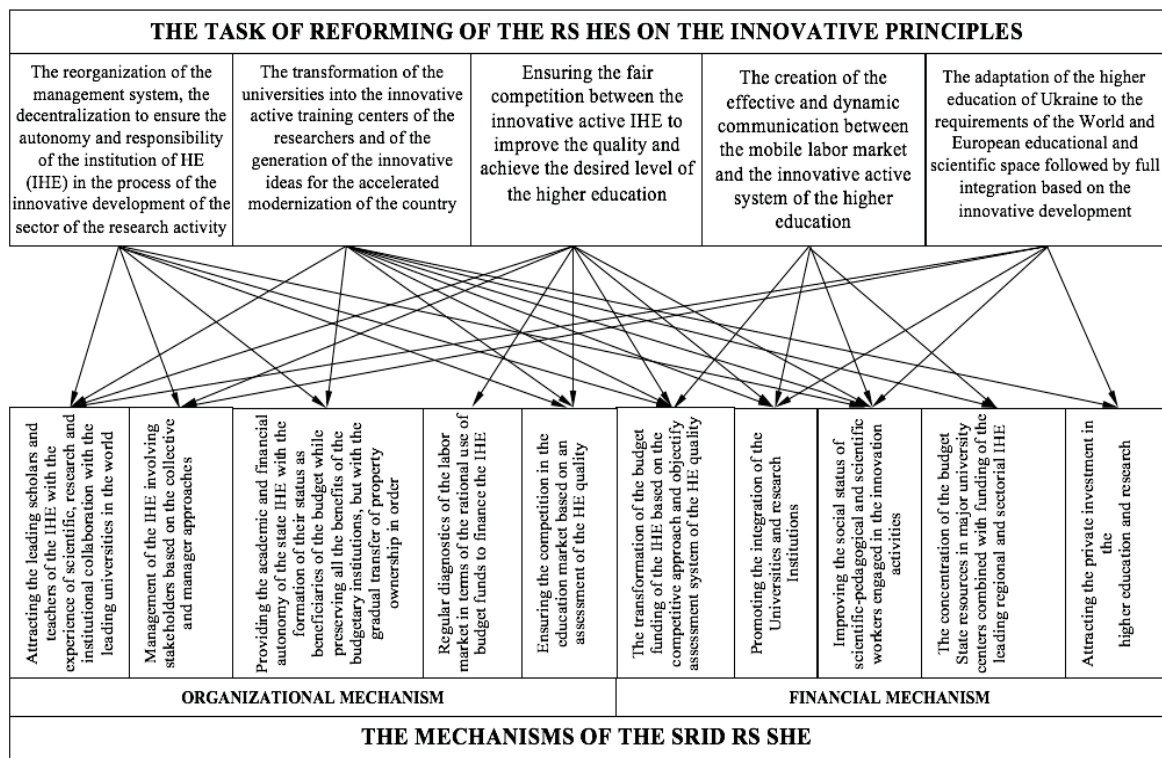 THE TASK OF REFORMING OF THE RS HES ON THE INNOVATIVE PRINCIPLES
The reorganization of the
management system, the
decentralization to ensure the
autonomy and responsibility
of the institution of HE
(IHE) in the process of the
innovative development of the
sector of the research activity
The transformation of the
universities into the innovative
active training centers of the
researchers and of the
generation of the innovative
ideas for the accelerated
modernization of the country
Ensuring the fair
competition between the
innovative active IHE to
improve the quality and
achieve the desired level of
the higher education
The creation of the
effective and dynamic
communication between
the mobile labor market
and the innovative active
system of the higher
education
The adaptation of the higher
education of Ukraine to the
requirements of the World and
European educational and
scientific space followed by full
integration based on the
innovative development
Attracting the leading scholars and
teachers of the IHE with the
experience of scientific, research and
institutional collaboration with the
leading universities in the world
Management of the IHE involving
stakeholders based on the collective
and manager approaches
Providing the academic and financial
autonomy of the state IHE with the
formation of their status as
beneficiaries of the budget while
preserving all the benefits of the
budgetary institutions, but with the
gradual transfer of property
ownership in order
Regular diagnostics of the labor
market in terms of the rational use of
budget funds to finance the IHE
Ensuring the competition in the
education market based on an
assessment of the HE quality
The transformation of the budget
funding of the IHE based on the
competitive approach and objectify
assessment system of the HE quality
Promoting the integration of the
Universities and research
Institutions
Improving the social status of
scientific-pedagogical and scientific
workers engaged in the innovation
activities
The concentration of the budget
State resources in major university
centers combined with funding of the
leading regional and sectorial IHE
Attracting the private investment in
the
higher education and research
ORGANIZATIONAL MECHANISM
FINANCIAL MECHANISM
THE MECHANISMS OF THE SRID RS SHE